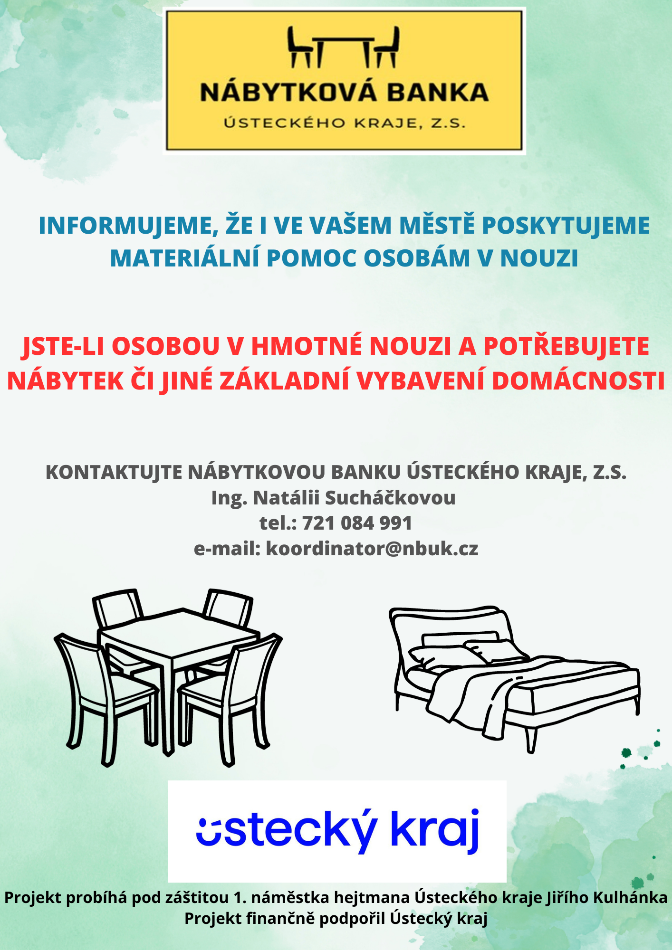 NÁBYTKOVÁ BANKA
ÚSTECKÉHO KRAJE, Z.S.
INFORMUJEME, ŽE I VE VAŠEM MĚSTĚ POSKYTUJEME
MATERIÁLNÍ POMOC OSOBÁM V NOUZI
JSTE-LI OSOBOU V HMOTNÉ NOUZI A POTŘEBUJETE
NÁBYTEK ČI JINÉ ZÁKLADNÍ VYBAVENÍ DOMÁCNOSTI
KONTAKTUJTE NÁBYTKOVOU BANKU ÚSTECKÉHO KRAJE, Z.S.
Ing. Natálii Sucháčkovou
tel.: 721 084 991
e-mail: koordinator@nbuk.cz
ústecký kraj
Projekt probíhá pod záštitou 1. náměstka hejtmana Ústeckého kraje Jiřího Kulhánka
Projekt finančně podpořil Ústecký kraj